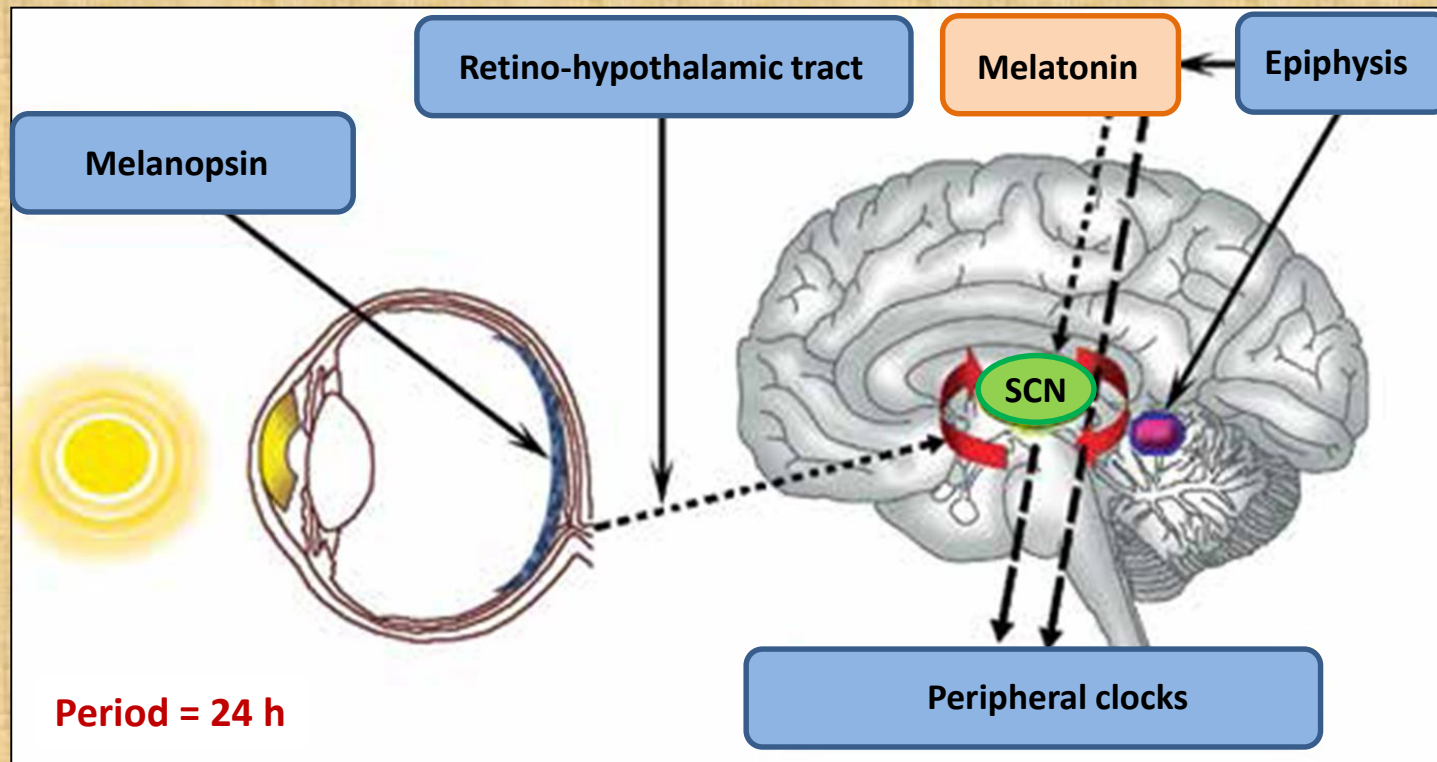 Retino-hypothalamic tract
Melatonin
Epiphysis
Melanopsin
SCN
Peripheral clocks
Period = 24 h